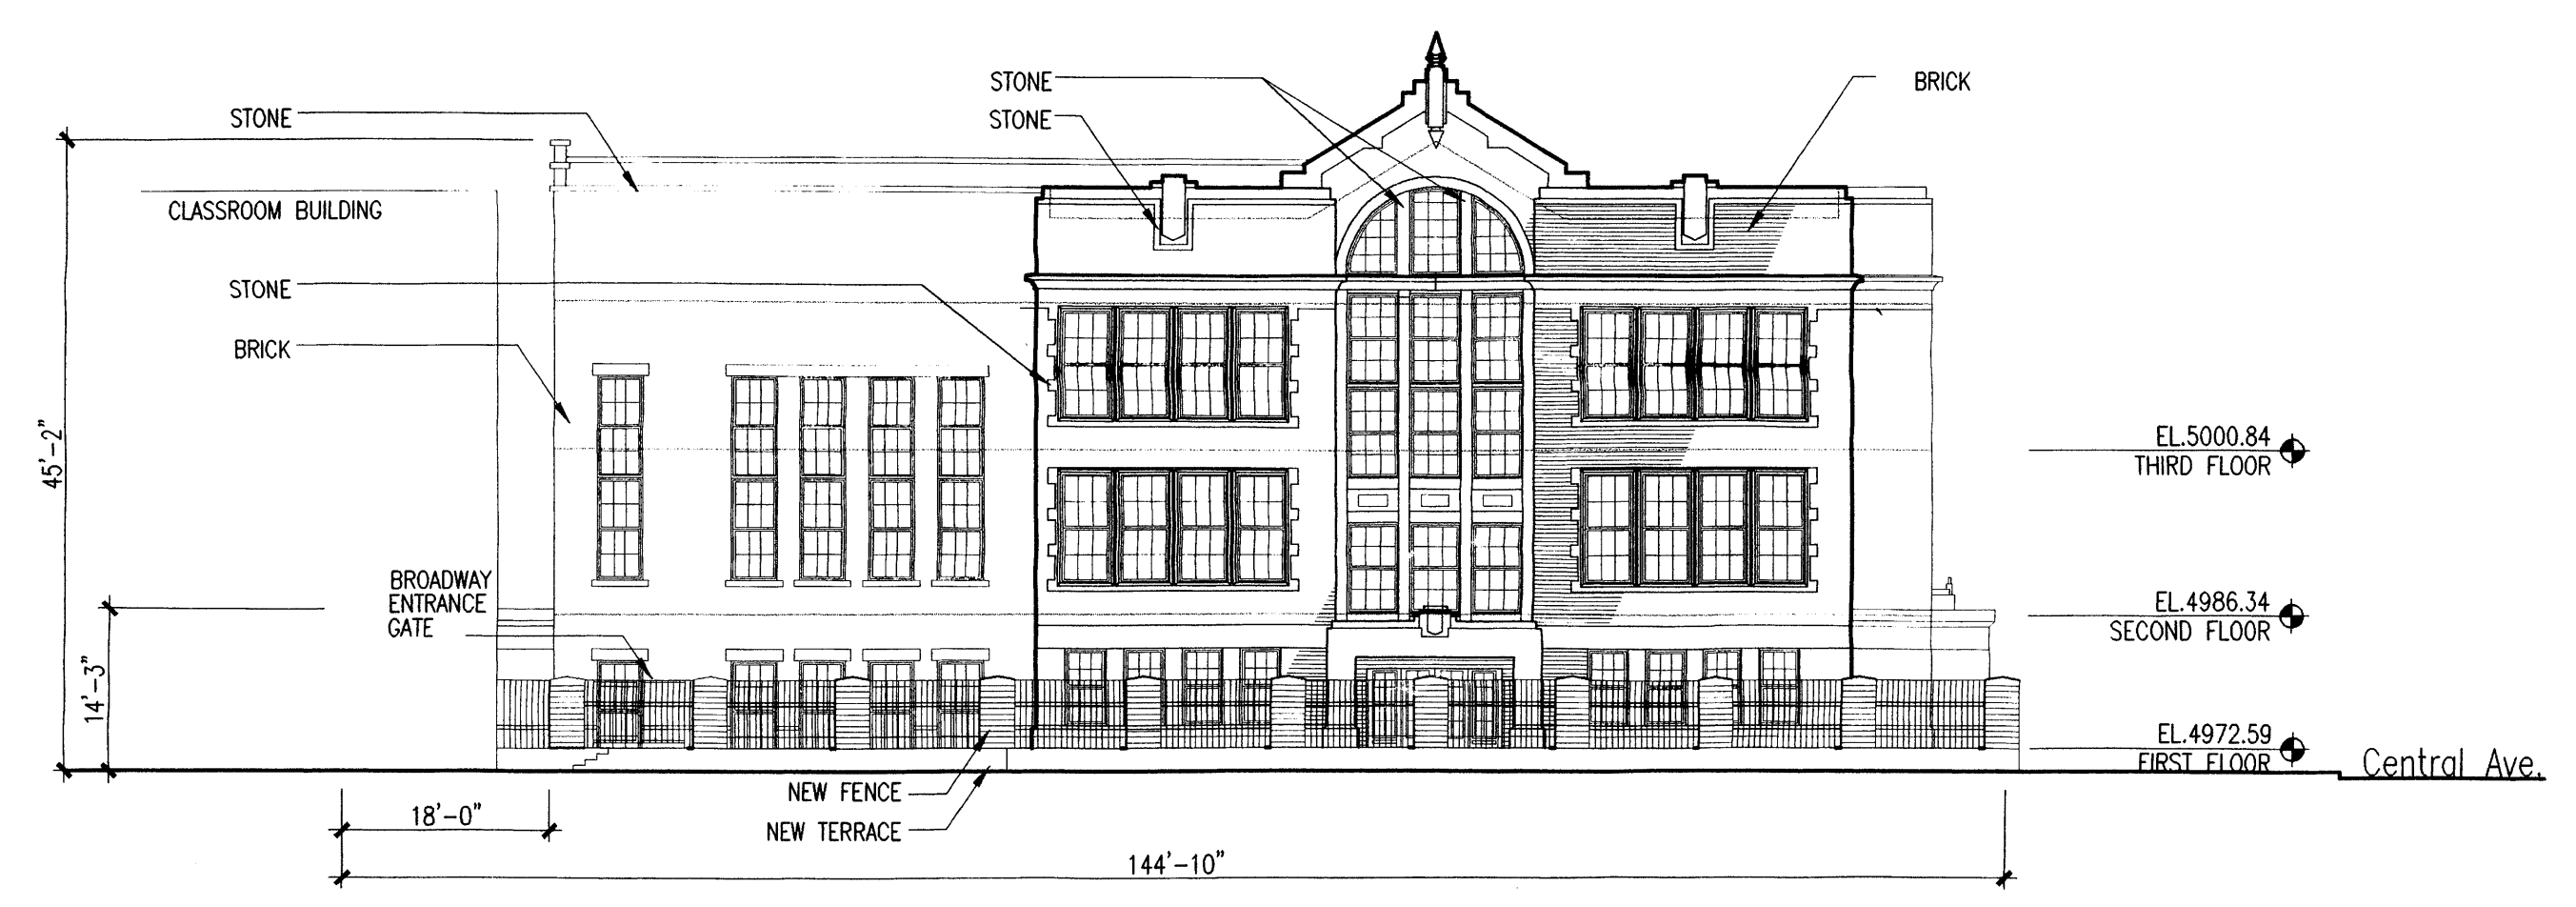 STONE
BRICK
STONE
STONE
CLASSROOM BUILDING
STONE
BRICK
45'-2"
EL.5000.84
THIRD FLOOR
BROADWAY
ENTRANCE
GATE
EL.4986.34
SECOND FLOOR
14'-3"
EL.4972.59
FIRST FLOOR
Central Ave.
NEW FENCE
18'-0"
NEW TERRACE
144'-10"